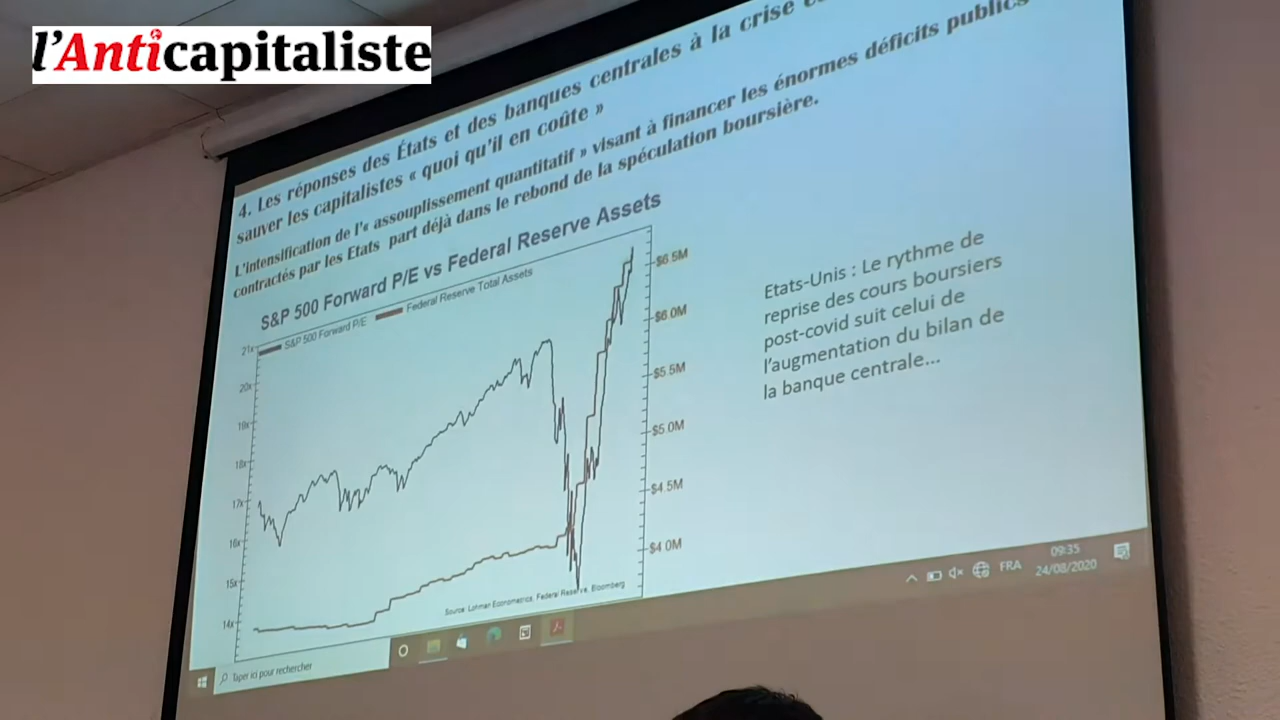 l'Anticapitaliste
4. Les réponses des États et des banques centrales à la crise
sauver les capitalistes « quoi qu'il en coûte »
L'intensification de l'« assouplissement quantitatif » visant à financer les énormes déficits publics
contractés par les Etats part déjà dans le rebond de la spéculation boursière.
S&P 500 Forward P/E vs Federal Reserve Assets
S&P 500 Forward P/E
Federal Reserve Total Assets
21x
20x
19x
18x
17x
16x
15x
14x
$6.5M
$6.0M
$5.5M
$5.0M
$4.5M
$4.0M
Source: Econometrics, Federal Reserve, Bloomberg
Etats-Unis : Le rythme de
reprise des cours boursiers
post-covid suit celui de
l'augmentation du bilan de
la banque centrale...
Taper ici pour rechercher
FRA
09:35
24/08/2020